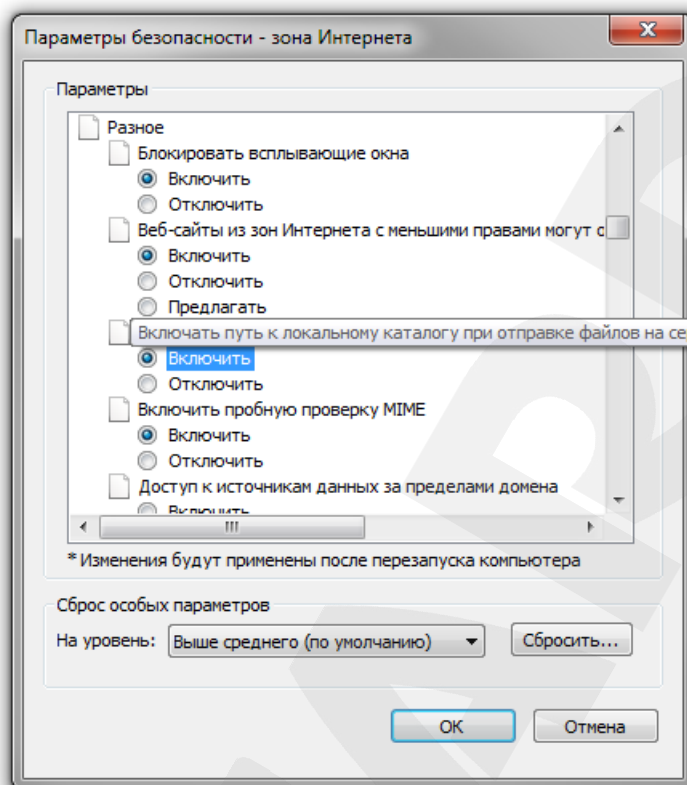 Параметры безопасности - зона Интернета
Параметры
Разное
Блокировать всплывающие окна
Включить
Отключить
Веб-сайты из зон Интернета с меньшими правами могут с
Включить
Отключить
Предлагать
Включать путь к локальному каталогу при отправке файлов на се
Включить
Отключить
Включить пробную проверку MIME
Включить
Отключить
Доступ к источникам данных за пределами домена
Включить
* Изменения будут применены после перезапуска компьютера
Сброс особых параметров
На уровень: Выше среднего (по умолчанию) Сбросить...
ОК Отмена